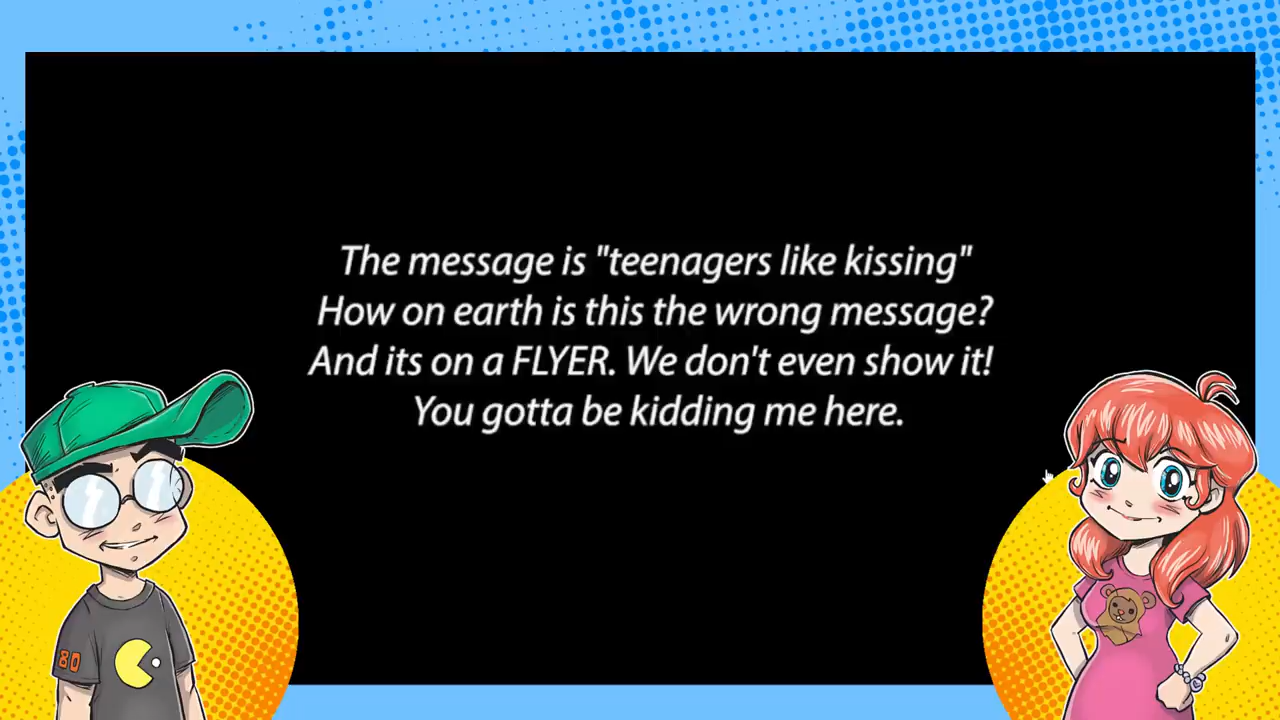 The message is "teenagers like kissing"
How on earth is this the wrong message?
And its on a FLYER. We don't even show it!
You gotta be kidding me here.
80